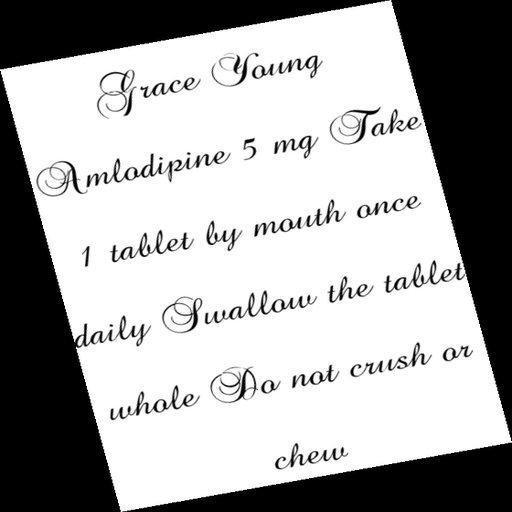 Grace Young
Amlodipine 5 mg Take
1 tablet by mouth once
daily Swallow the tablet
whole Do not crush or
chew